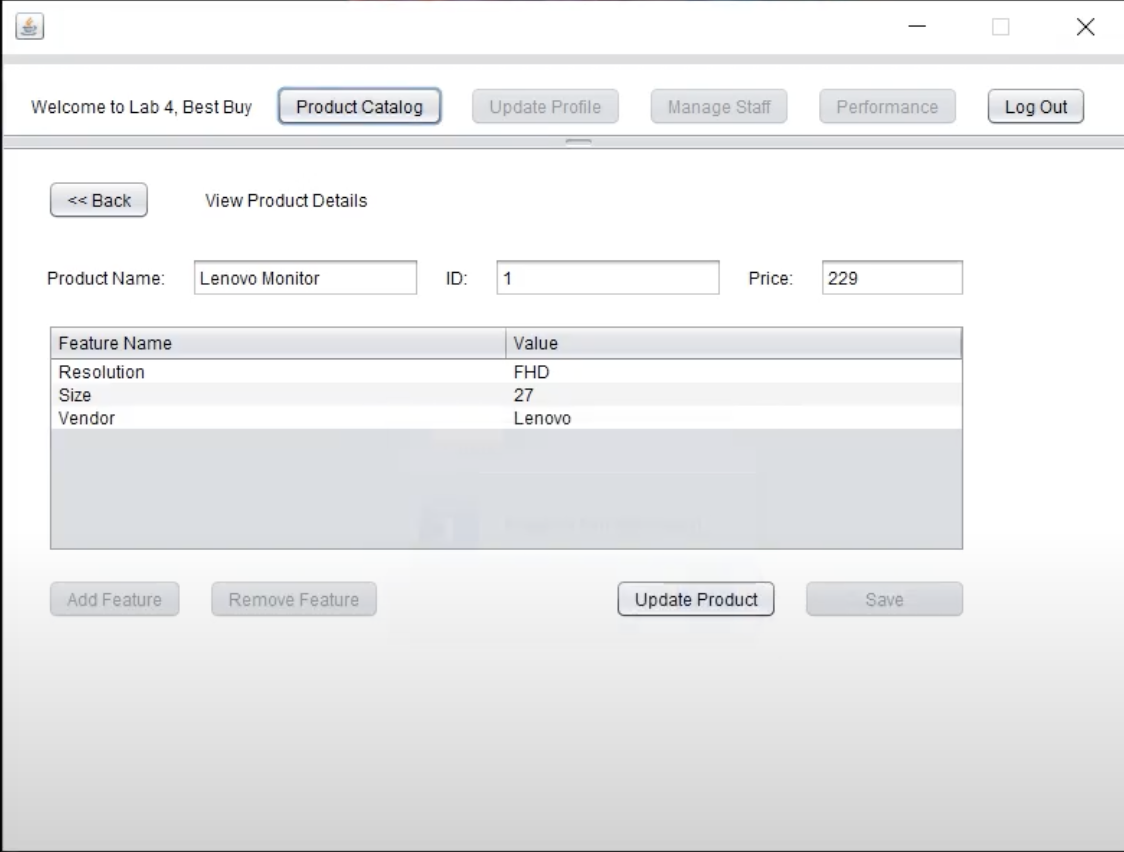 Welcome to Lab 4, Best Buy Product Catalog Update Profile Manage Staff Performance Log Out
<< Back View Product Details
Product Name: Lenovo Monitor ID: 1 Price: 229
Feature Name Value
Resolution FHD
Size 27
Vendor Lenovo
Add Feature Remove Feature Update Product Save